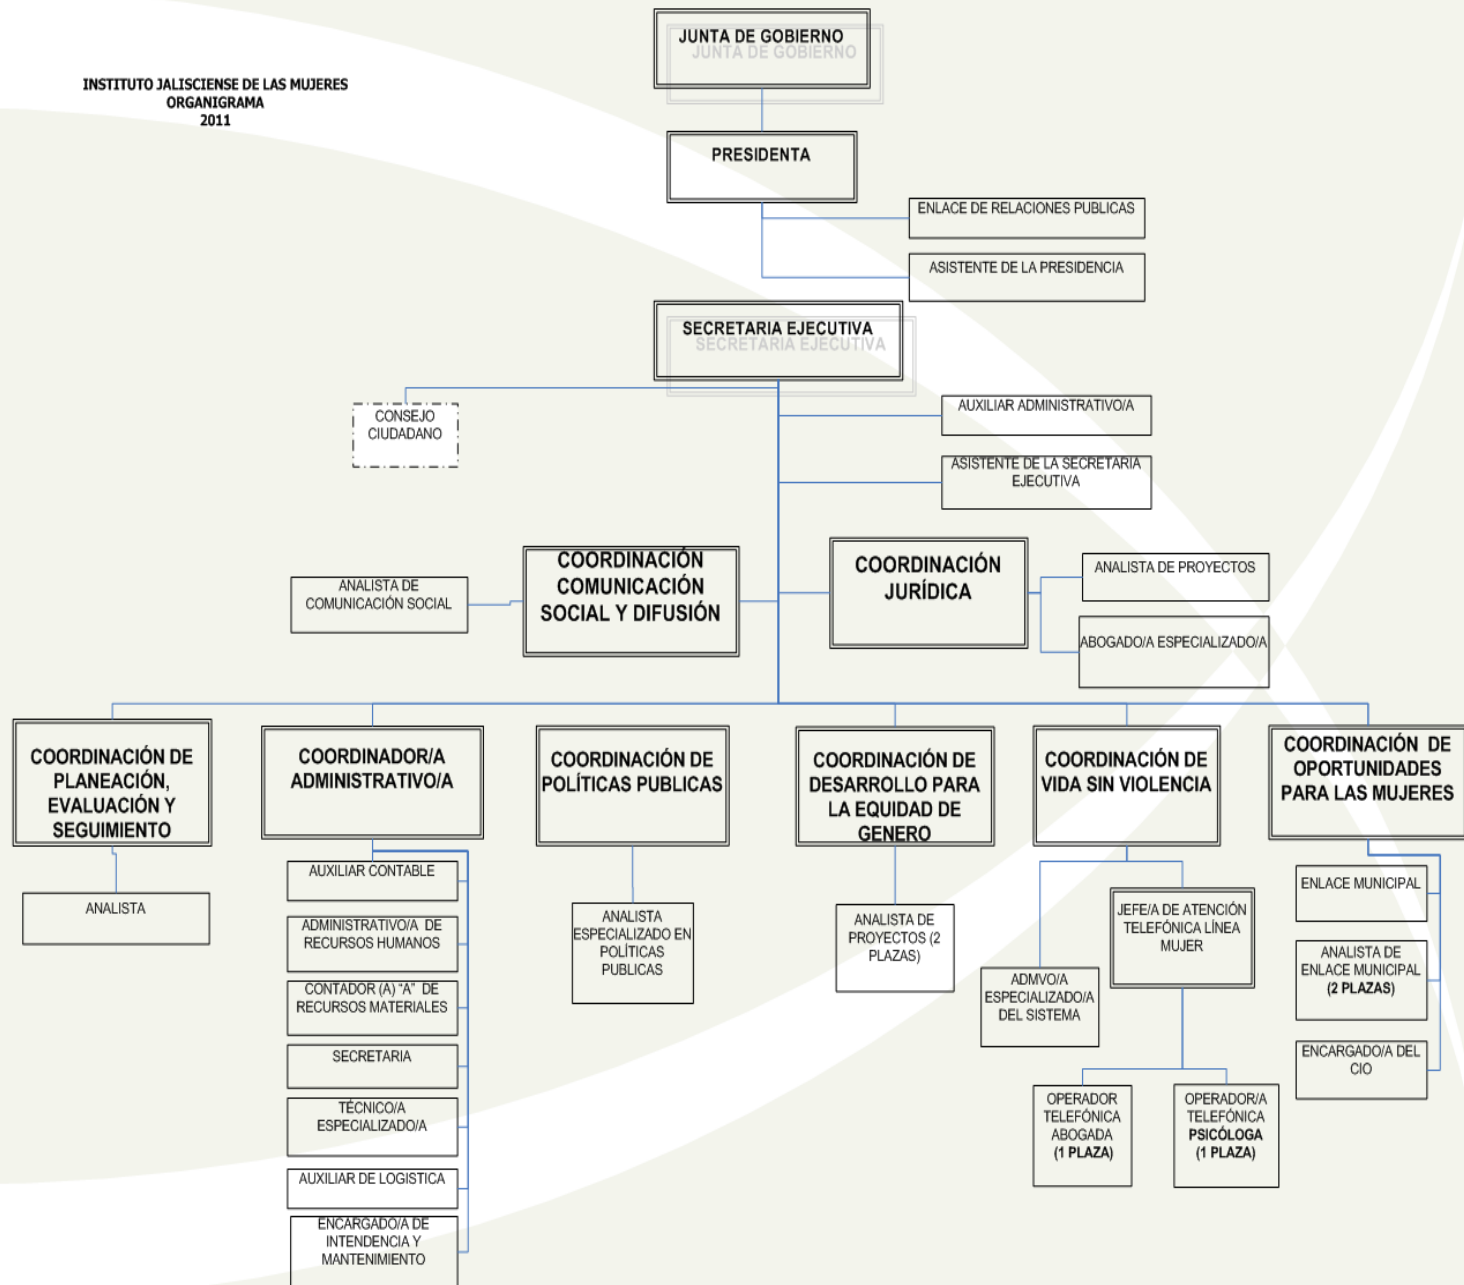 JUNTA DE GOBIERNO
JUNTA DE GOBIERNO
INSTITUTO JALISCIENSE DE LAS MUJERES
ORGANIGRAMA
2011
PRESIDENTA
ENLACE DE RELACIONES PUBLICAS
ASISTENTE DE LA PRESIDENCIA
SECRETARIA EJECUTIVA
SECRETARIA EJECUTIVA
CONSEJO
CIUDADANO
AUXILIAR ADMINISTRATIVO/A
ASISTENTE DE LA SECRETARIA
EJECUTIVA
ANALISTA DE
COMUNICACIÓN SOCIAL
COORDINACIÓN
COMUNICACIÓN
SOCIAL Y DIFUSIÓN
COORDINACIÓN
JURÍDICA
ANALISTA DE PROYECTOS
ABOGADO/A ESPECIALIZADO/A
COORDINACIÓN DE
PLANEACIÓN,
EVALUACIÓN Y
SEGUIMIENTO
ANALISTA
COORDINADOR/A
ADMINISTRATIVO/A
AUXILIAR CONTABLE
ADMINISTRATIVO/A DE
RECURSOS HUMANOS
CONTADOR (A) “A” DE
RECURSOS MATERIALES
SECRETARIA
TÉCNICO/A
ESPECIALIZADO/A
AUXILIAR DE LOGISTICA
ENCARGADO/A DE
INTENDENCIA Y
MANTENIMIENTO
COORDINACIÓN DE
POLÍTICAS PUBLICAS
ANALISTA
ESPECIALIZADO EN
POLÍTICAS
PUBLICAS
COORDINACIÓN DE
DESARROLLO PARA
LA EQUIDAD DE
GENERO
ANALISTA DE
PROYECTOS (2
PLAZAS)
COORDINACIÓN DE
VIDA SIN VIOLENCIA
ADMVO/A
ESPECIALIZADO/A
DEL SISTEMA
JEFE/A DE ATENCIÓN
TELEFÓNICA LÍNEA
MUJER
OPERADOR
TELEFÓNICA
ABOGADA
(1 PLAZA)
OPERADOR/A
TELEFÓNICA
PSICÓLOGA
(1 PLAZA)
COORDINACIÓN DE
OPORTUNIDADES
PARA LAS MUJERES
ENLACE MUNICIPAL
ANALISTA DE
ENLACE MUNICIPAL
(2 PLAZAS)
ENCARGADO/A DEL
CIO